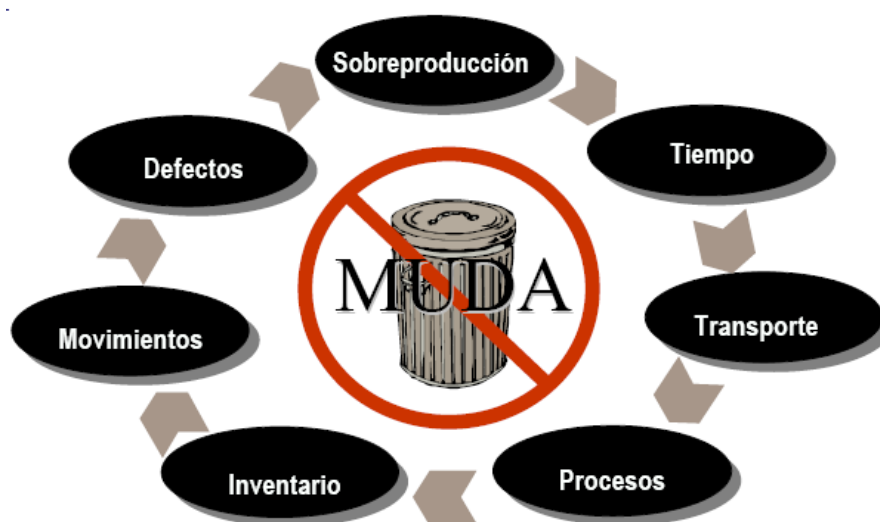 Sobreproducción
Tiempo
Transporte
Procesos
Inventario
Movimientos
Defectos
MUDA